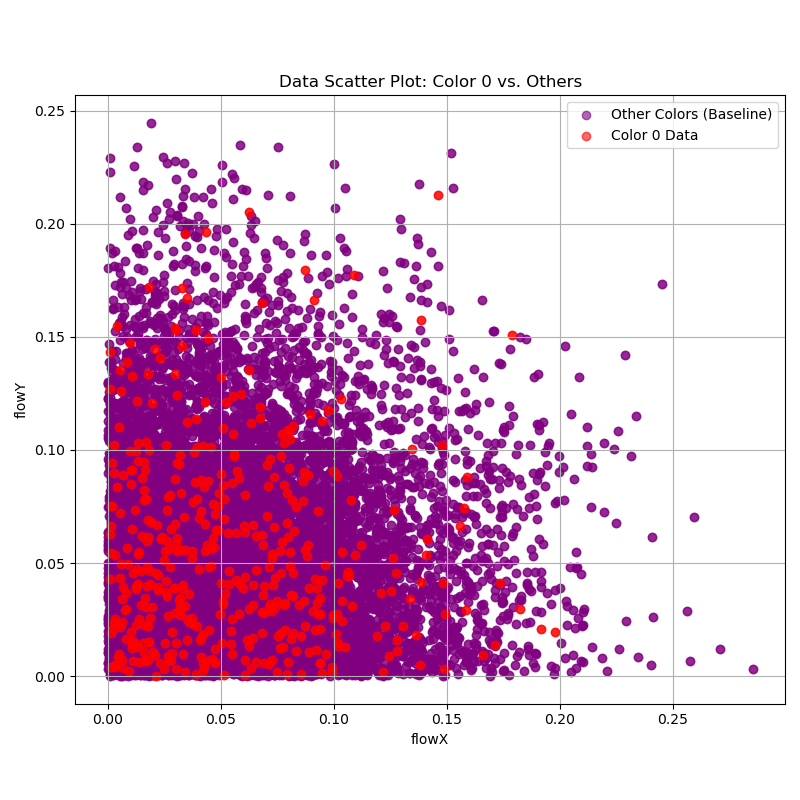 Data Scatter Plot: Color 0 vs. Others
Other Colors (Baseline)
Color 0 Data
0.25
0.20
0.15
0.10
0.05
0.00
flowY
0.00 0.05 0.10 0.15 0.20 0.25
flowX